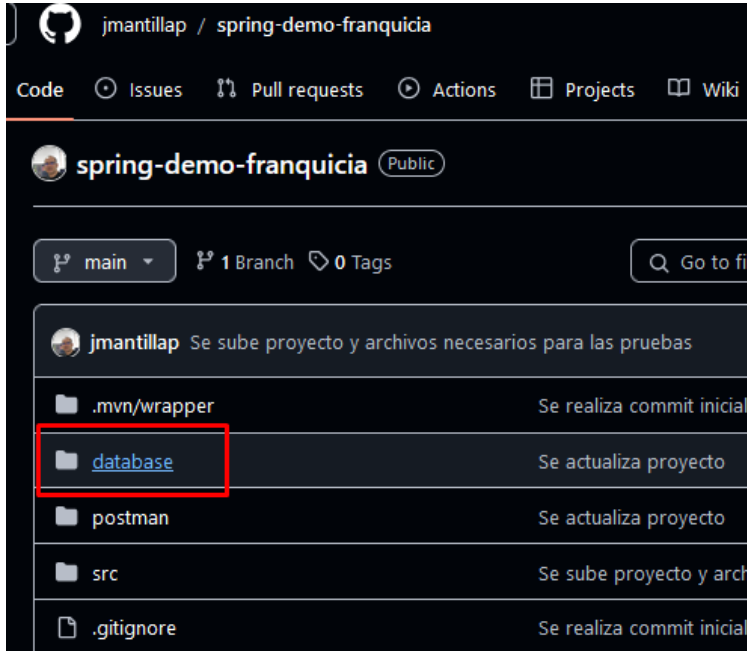 jmantillap / spring-demo-franquicia
Code Issues Pull requests Actions Projects Wiki
spring-demo-franquicia Public
main 1 Branch 0 Tags Go to fi
jmantillap Se sube proyecto y archivos necesarios para las pruebas
.mvn/wrapper Se realiza commit inicial
database Se actualiza proyecto
postman Se actualiza proyecto
src Se sube proyecto y arch
.gitignore Se realiza commit inicial